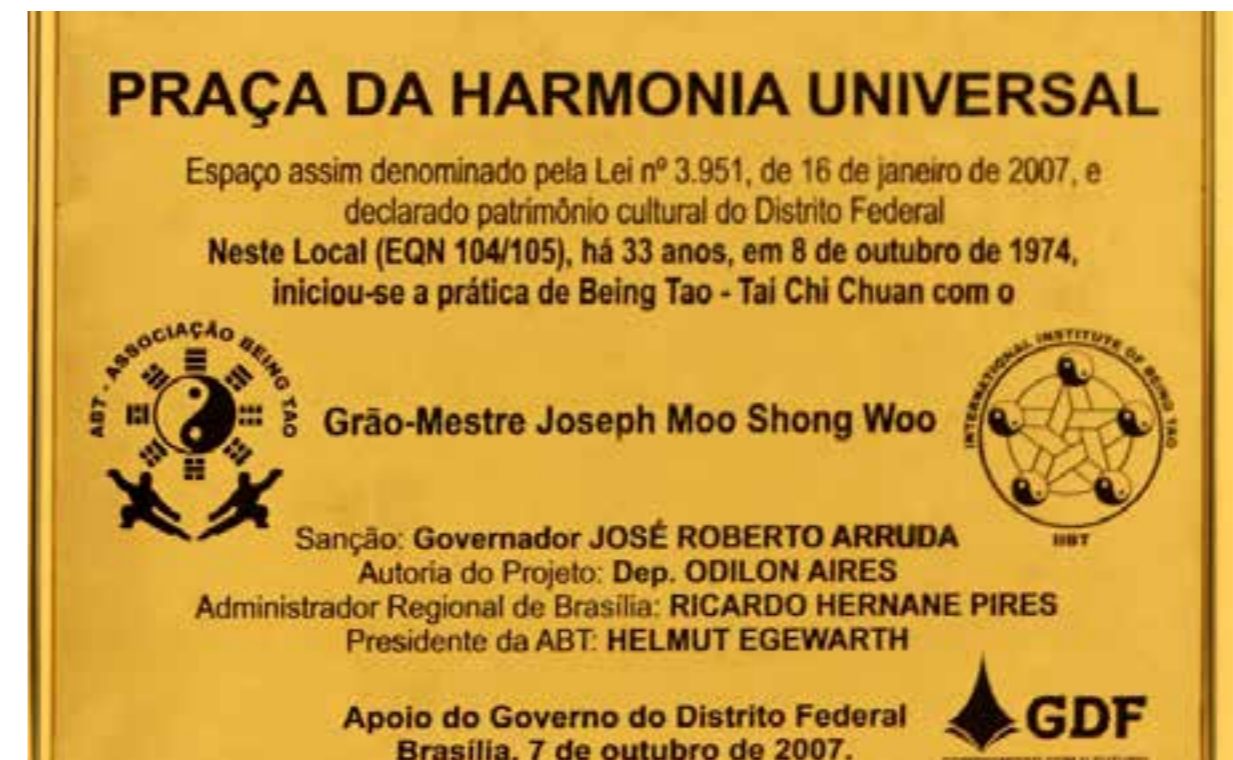 PRAÇA DA HARMONIA UNIVERSAL
Espaço assim denominado pela Lei nº 3.951, de 16 de janeiro de 2007, e
declarado patrimônio cultural do Distrito Federal
Neste Local (EQN 104/105), há 33 anos, em 8 de outubro de 1974,
iniciou-se a prática de Being Tao - Tai Chi Chuan com o
ABT - ASSOCIAÇÃO BEING TAO
INTERNATIONAL INSTITUTE OF BEING TAO
Grão-Mestre Joseph Moo Shong Woo
IIBT
Sanção: Governador JOSÉ ROBERTO ARRUDA
Autoria do Projeto: Dep. ODILON AIRES
Administrador Regional de Brasília: RICARDO HERNANE PIRES
Presidente da ABT: HELMUT EGEWARTH
Apoio do Governo do Distrito Federal
GDF
Brasília, 7 de outubro de 2007.